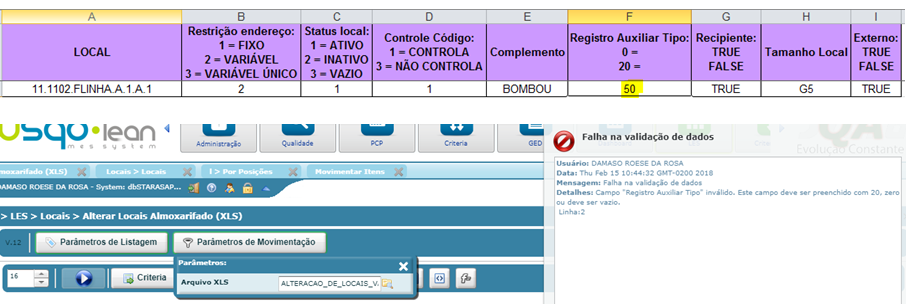 A B C D E F G H I
LOCAL
Restrição endereço:
1 = FIXO
2 = VARIÁVEL
3 = VARIÁVEL ÚNICO
Status local:
1 = ATIVO
2 = INATIVO
3 = VAZIO
Controle Código:
1 = CONTROLA
3 = NÃO CONTROLA
Complemento
Registro Auxiliar Tipo:
0 =
20 =
Recipiente:
TRUE
FALSE
Tamanho Local
Externo:
TRUE
FALSE
11.1102.FLINHA.A.1.A.1 2 1 1 BOMBOU 50 TRUE G5 TRUE
lean
mes system
Administração Qualidade PCP Criteria GED
Evolução Constante
moxarifado (XLS) Locais > Locais I > Por Posições Movimentar Itens
DAMASO ROESE DA ROSA - System: dbSTARASAP...
> LES > Locais > Alterar Locais Almoxarifado (XLS)
V.12 Parâmetros de Listagem Parâmetros de Movimentação
16 Criteria
Parâmetros:
Arquivo XLS ALTERACAO_DE_LOCAIS_V.
Falha na validação de dados
Usuário: DAMASO ROESE DA ROSA
Data: Thu Feb 15 10:44:32 GMT-0200 2018
Mensagem: Falha na validação de dados
Detalhes: Campo "Registro Auxiliar Tipo" inválido. Este campo deve ser preenchido com 20, zero
ou deve ser vazio.
Linha:2